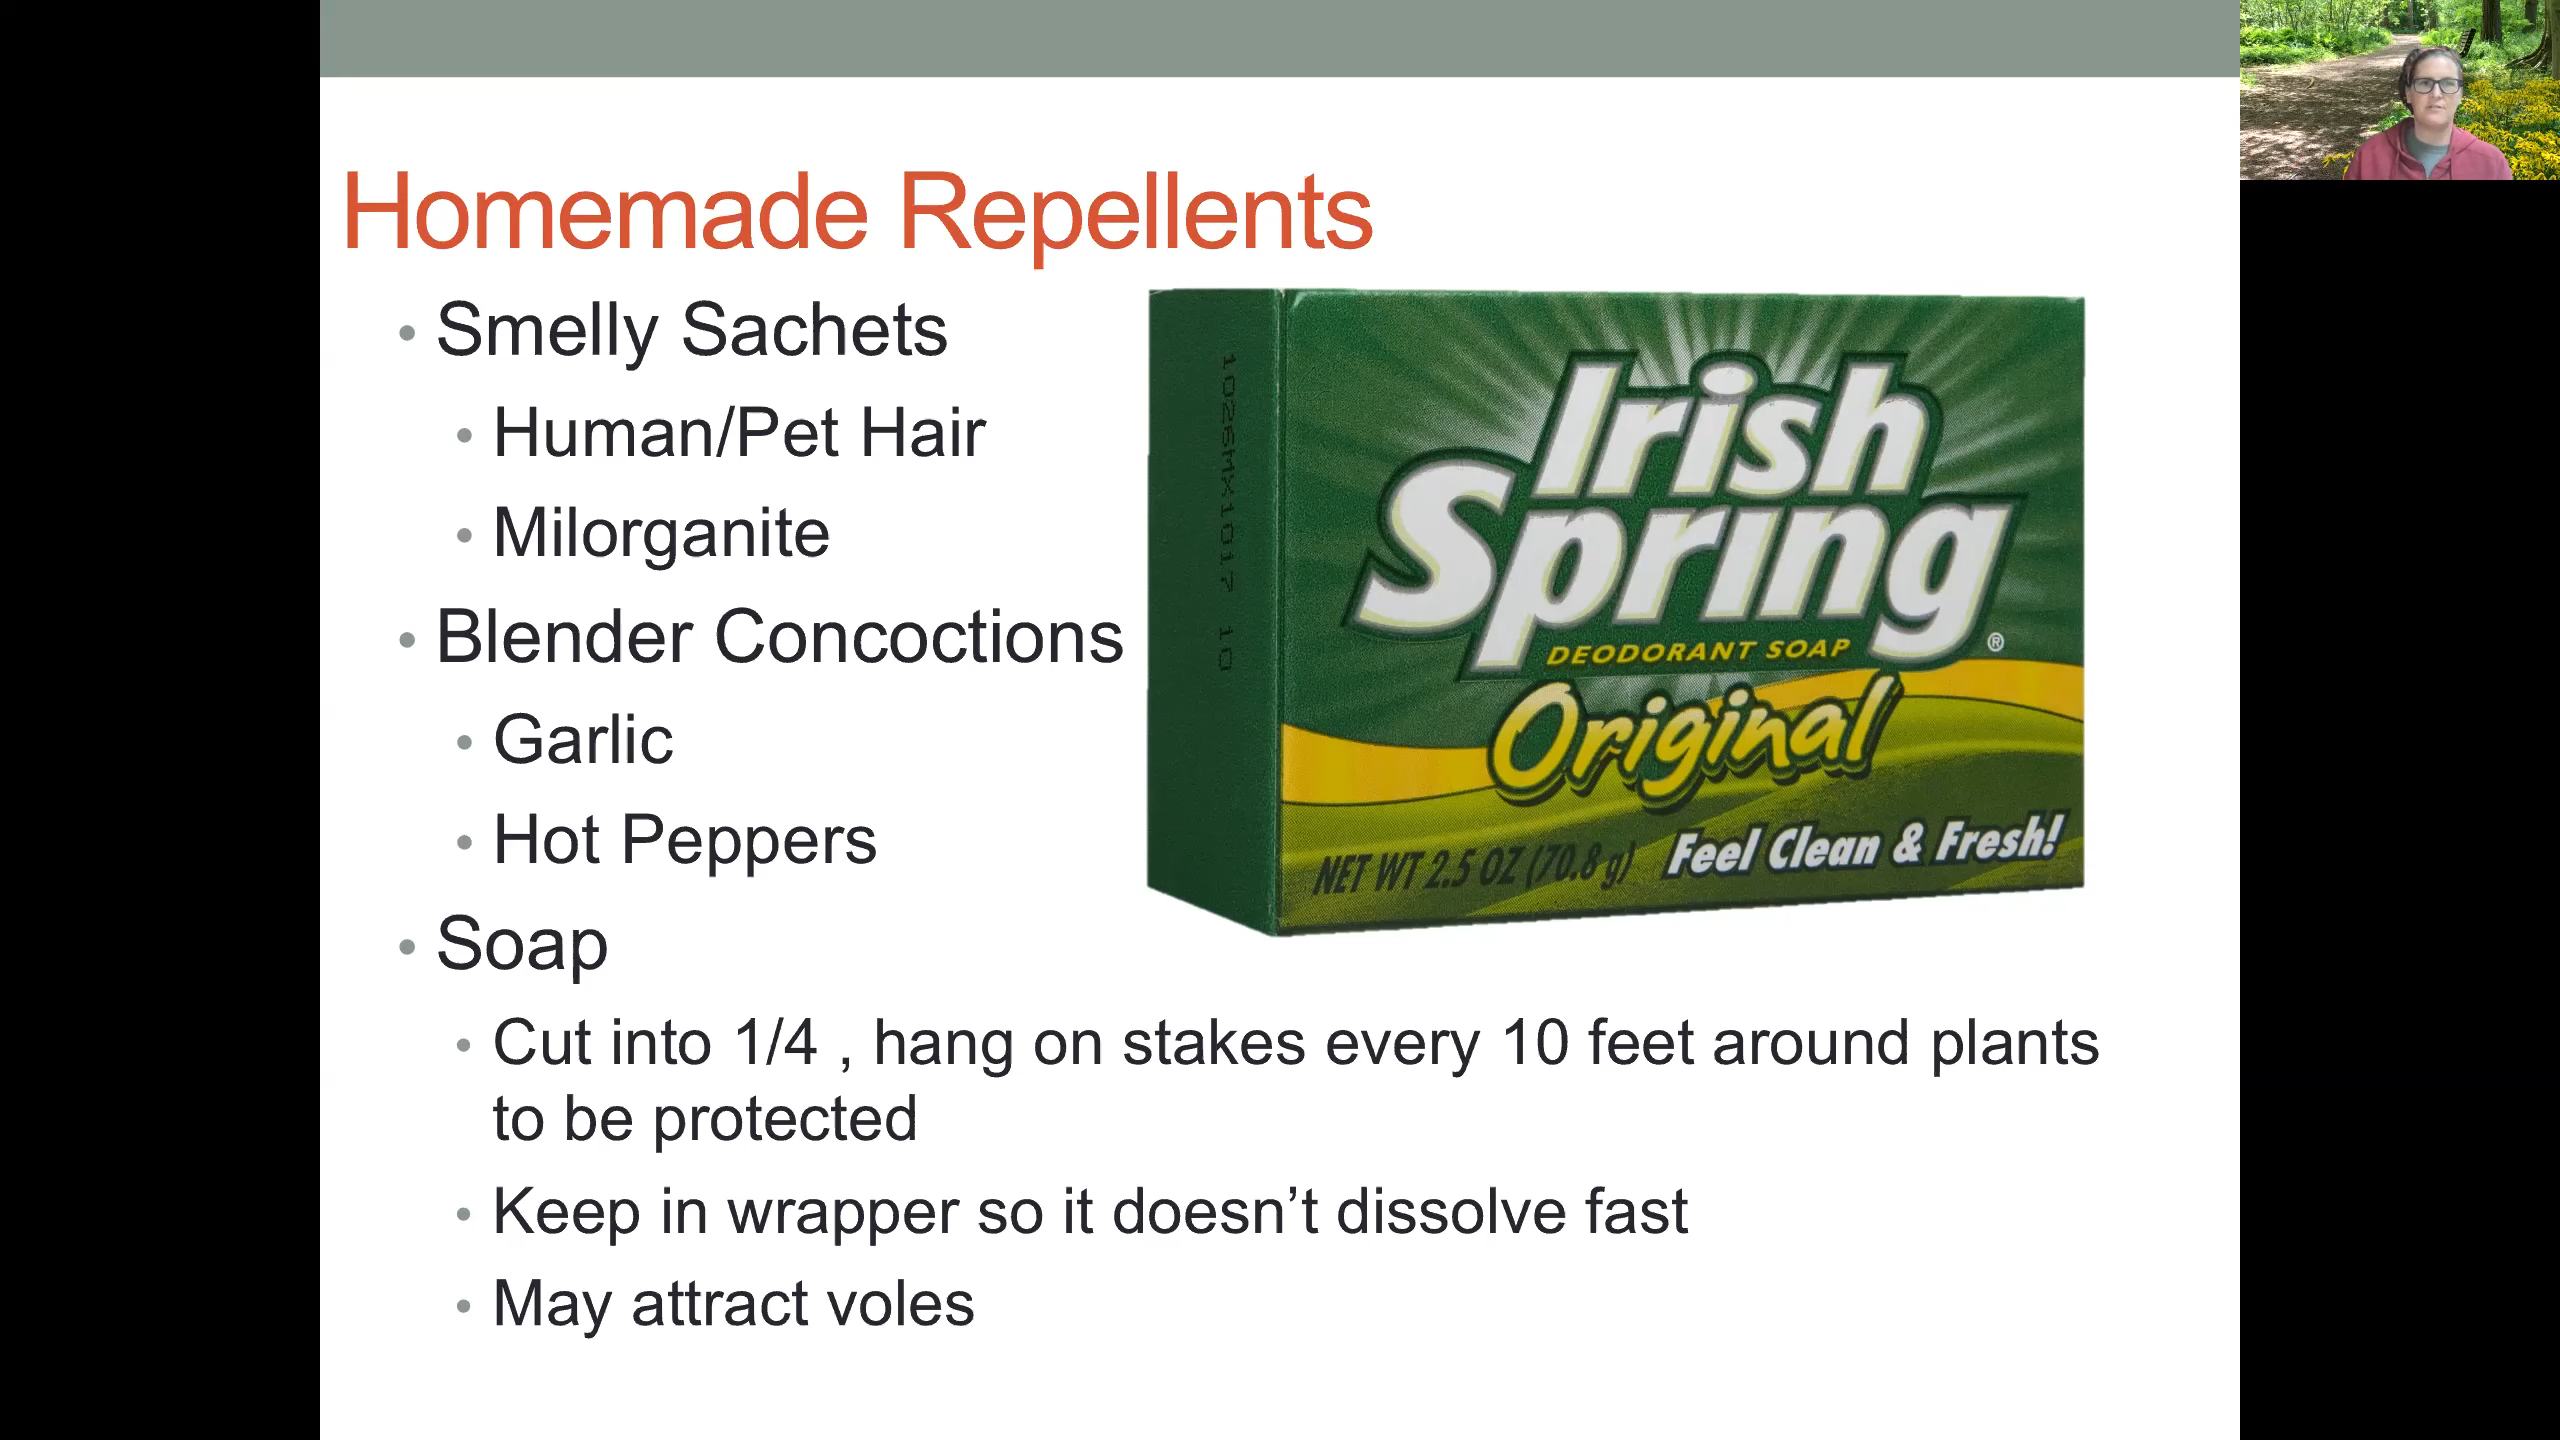 Homemade Repellents
• Smelly Sachets
• Human/Pet Hair
• Milorganite
• Blender Concoctions
• Garlic
• Hot Peppers
• Soap
• Cut into 1/4 , hang on stakes every 10 feet around plants
to be protected
• Keep in wrapper so it doesn’t dissolve fast
• May attract voles
Irish
Spring®
DEODORANT SOAP
Original
NET WT 2.5 OZ (70.8 g) Feel Clean & Fresh!